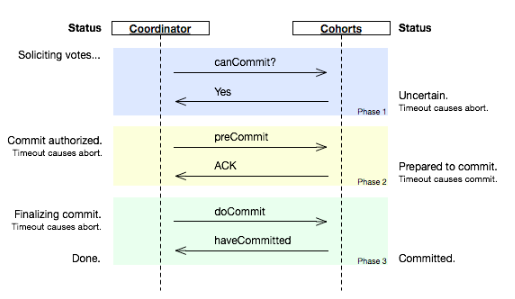 Status
Coordinator
Cohorts
Status
Soliciting votes...
canCommit?
Yes
Uncertain.
Timeout causes abort.
Phase 1
Commit authorized.
Timeout causes abort.
preCommit
ACK
Prepared to commit.
Timeout causes commit.
Phase 2
Finalizing commit.
Timeout causes abort.
doCommit
haveCommitted
Done.
Committed.
Phase 3